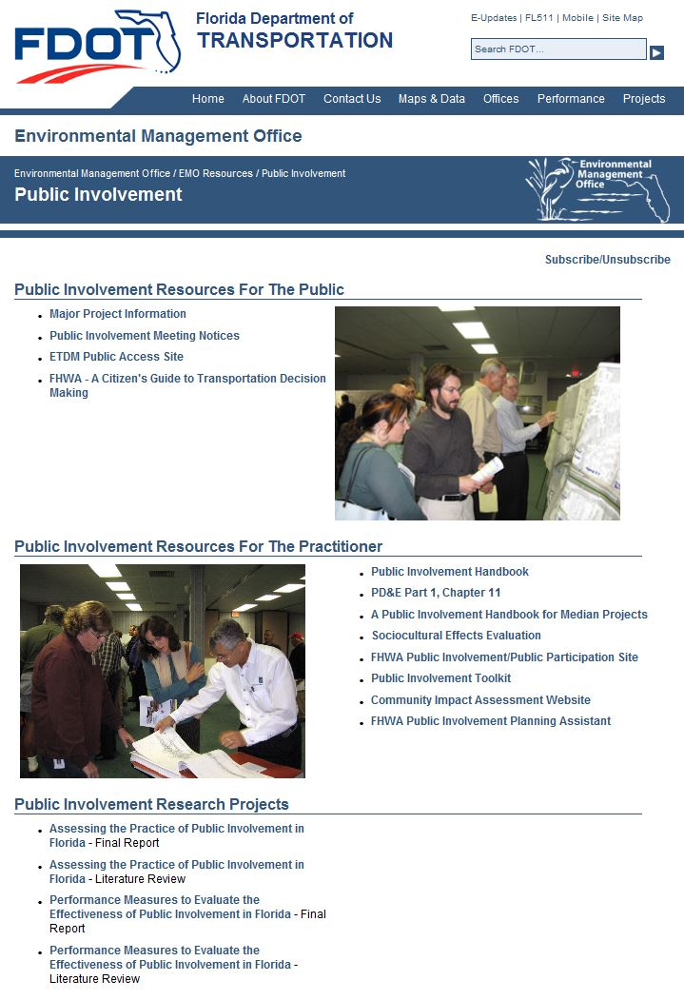 FDOT
Florida Department of
TRANSPORTATION
E-Updates | FL511 | Mobile | Site Map
Search FDOT...
Home About FDOT Contact Us Maps & Data Offices Performance Projects
Environmental Management Office
Environmental Management Office / EMO Resources / Public Involvement
Public Involvement
Environmental
Management
Office
Subscribe/Unsubscribe
Public Involvement Resources For The Public
Major Project Information
Public Involvement Meeting Notices
ETDM Public Access Site
FHWA - A Citizen's Guide to Transportation Decision
Making
Public Involvement Resources For The Practitioner
Public Involvement Handbook
PD&E Part 1, Chapter 11
A Public Involvement Handbook for Median Projects
Sociocultural Effects Evaluation
FHWA Public Involvement/Public Participation Site
Public Involvement Toolkit
Community Impact Assessment Website
FHWA Public Involvement Planning Assistant
Public Involvement Research Projects
Assessing the Practice of Public Involvement in
Florida - Final Report
Assessing the Practice of Public Involvement in
Florida - Literature Review
Performance Measures to Evaluate the
Effectiveness of Public Involvement in Florida - Final
Report
Performance Measures to Evaluate the
Effectiveness of Public Involvement in Florida -
Literature Review